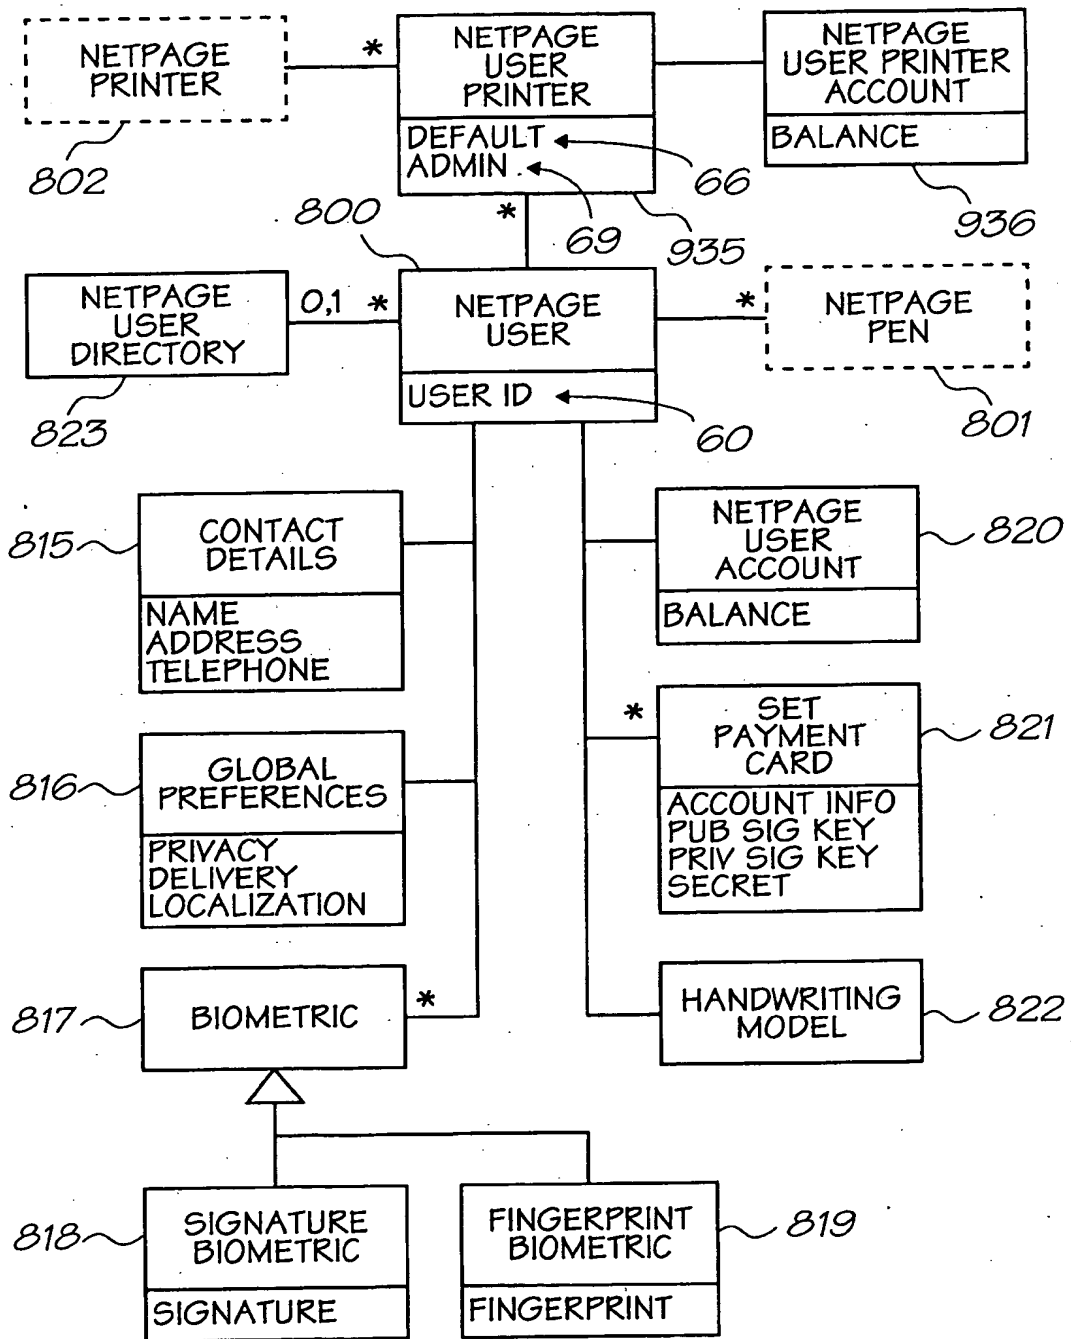 NETPAGE
PRINTER
802
*
NETPAGE
USER
PRINTER
DEFAULT
ADMIN
66
69
935
*
NETPAGE
USER PRINTER
ACCOUNT
BALANCE
936
800
NETPAGE
USER
DIRECTORY
823
0,1
*
NETPAGE
USER
USER ID
60
*
NETPAGE
PEN
801
815
CONTACT
DETAILS
NAME
ADDRESS
TELEPHONE
NETPAGE
USER
ACCOUNT
BALANCE
820
816
GLOBAL
PREFERENCES
PRIVACY
DELIVERY
LOCALIZATION
*
SET
PAYMENT
CARD
ACCOUNT INFO
PUB SIG KEY
PRIV SIG KEY
SECRET
821
817
BIOMETRIC
*
HANDWRITING
MODEL
822
818
SIGNATURE
BIOMETRIC
SIGNATURE
FINGERPRINT
BIOMETRIC
FINGERPRINT
819